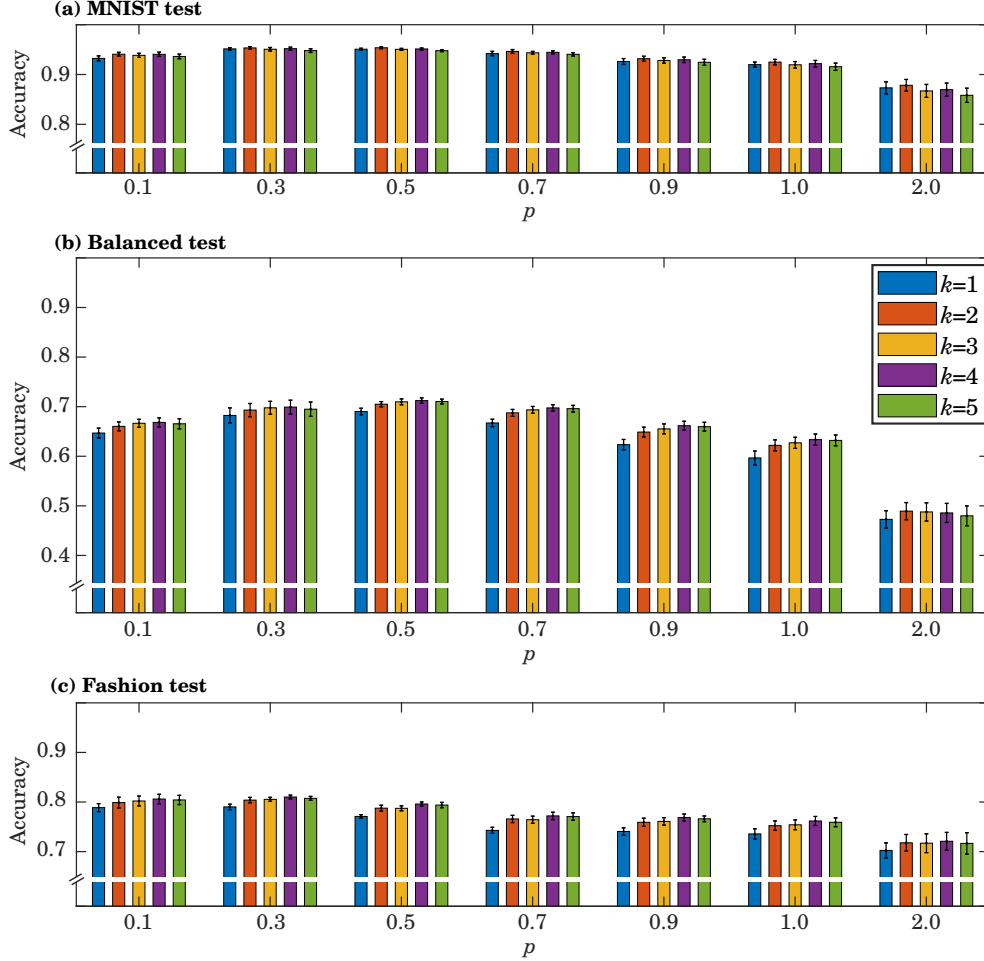 (a) MNIST test
Accuracy
0.9
0.8
0.1 0.3 0.5 0.7 0.9 1.0 2.0
p
(b) Balanced test
Accuracy
0.9
0.8
0.7
0.6
0.5
0.4
k=1
k=2
k=3
k=4
k=5
0.1 0.3 0.5 0.7 0.9 1.0 2.0
p
(c) Fashion test
Accuracy
0.9
0.8
0.7
0.1 0.3 0.5 0.7 0.9 1.0 2.0
p